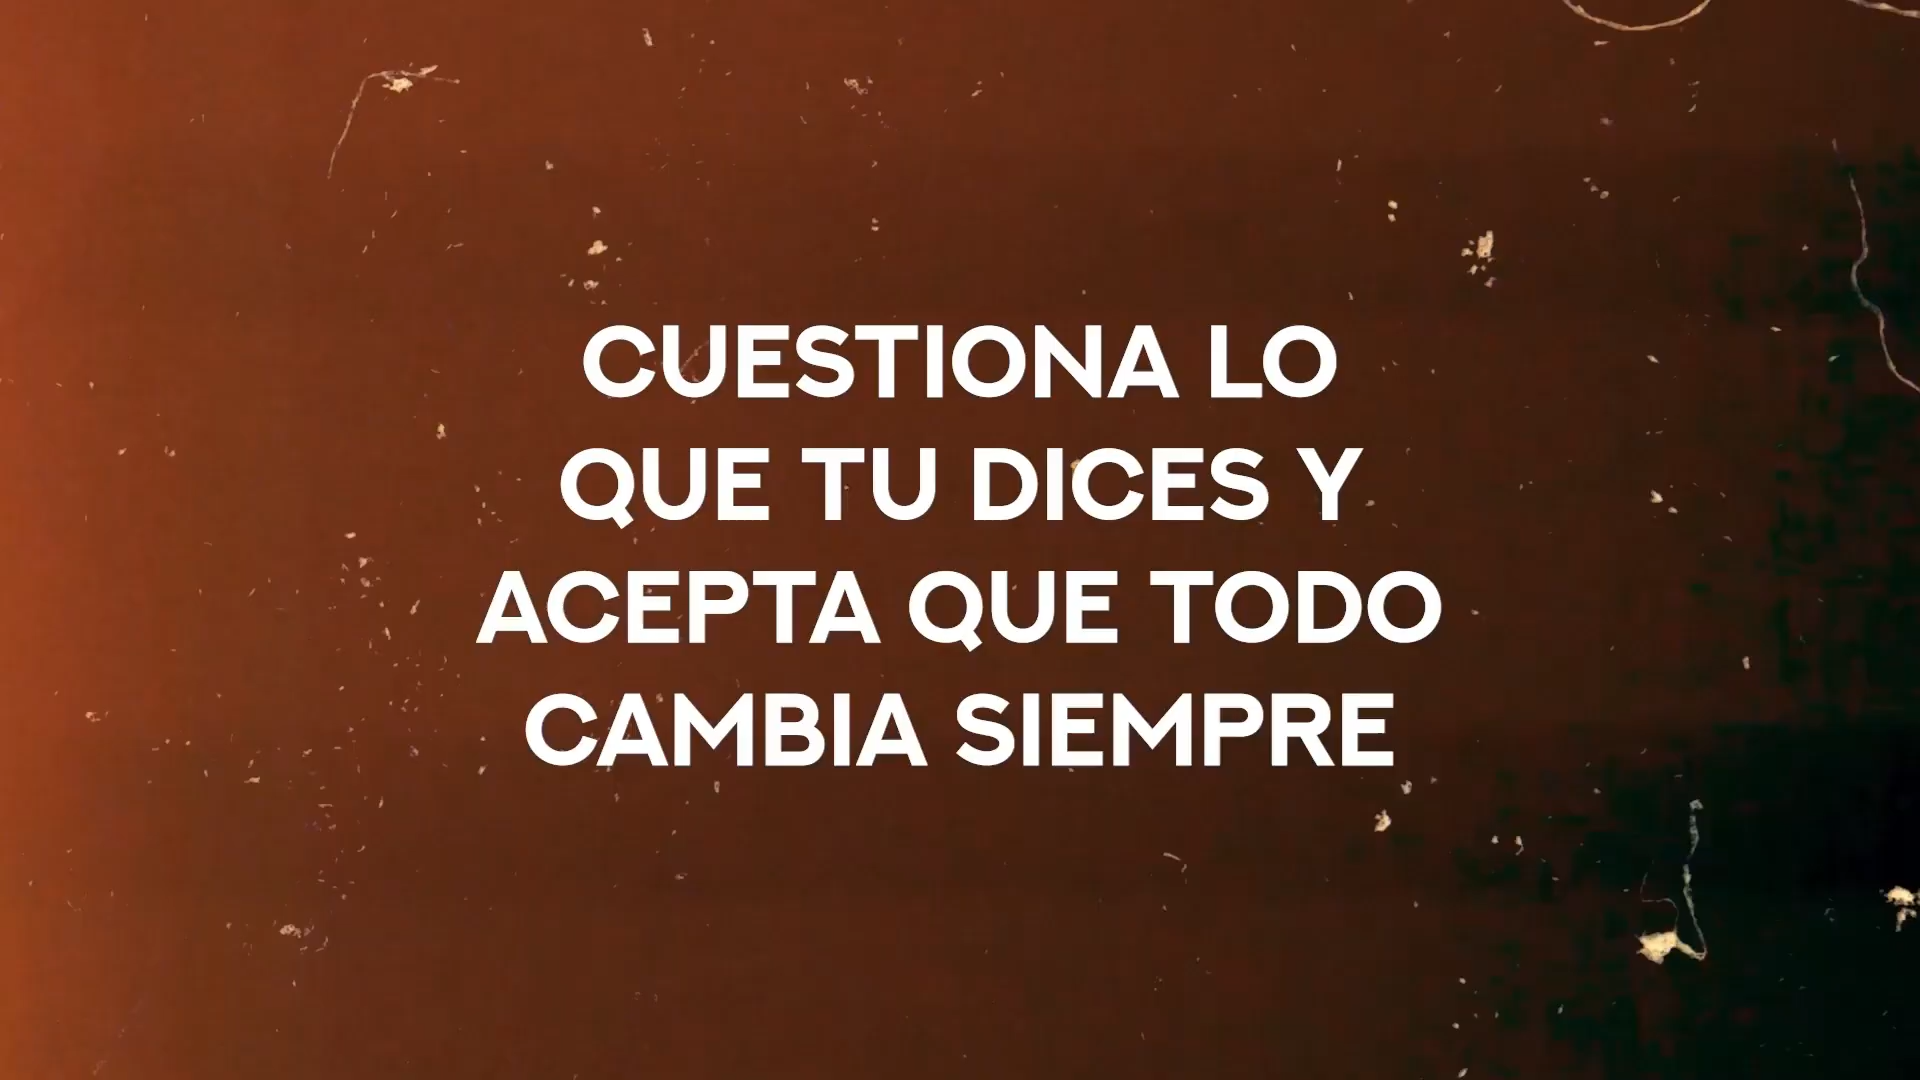 CUESTIONA LO
QUE TU DICES Y
ACEPTA QUE TODO
CAMBIA SIEMPRE